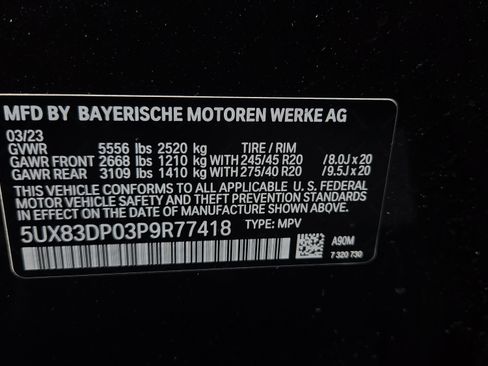 MFD BY BAYERISCHE MOTOREN WERKE AG
03/23
GVWR 5556 lbs 2520 kg TIRE / RIM
GAWR FRONT 2668 lbs 1210 kg WITH 245/45 R20 /8.0J x 20
GAWR REAR 3109 lbs 1410 kg WITH 275/40 R20 /9.5J x 20
THIS VEHICLE CONFORMS TO ALL APPLICABLE U. S. FEDERAL
MOTOR VEHICLE SAFETY AND THEFT PREVENTION STANDARDS
IN EFFECT ON THE DATE OF MANUFACTURE SHOWN ABOVE.
5UX83DP03P9R77418 TYPE: MPV
A90M
7 320 730